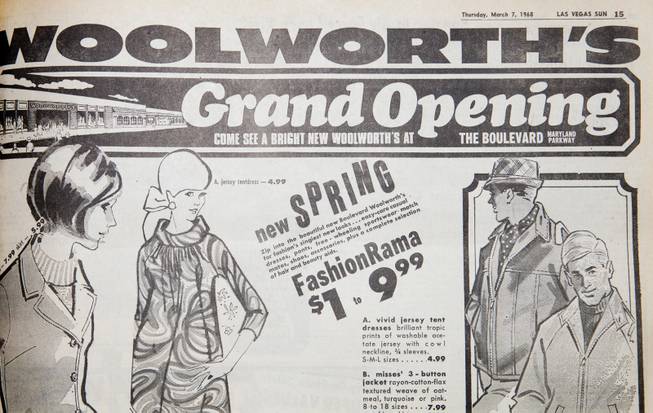 Thursday, March 7, 1968 LAS VEGAS SUN 15
WOOLWORTH'S
Grand Opening
COME SEE A BRIGHT NEW WOOLWORTH'S AT THE BOULEVARD MARYLAND PARKWAY
A. jersey tentdress — 4.99
new SPRING
Zip into the beautiful new Boulevard Woolworth's
for fashion's singiest new looks . . . easy-care casual
dresses, pants, free-wheeling sportswear, match
mates, shoes, accessories, plus a complete selection
of hair and beauty aids.
FashionRama
$1 to 9.99
7.99
8.99
A. vivid jersey tent
dresses brilliant tropic
prints of washable ace-
tate jersey with cowl
neckline, ¾ sleeves.
S-M-L sizes . . . . . 4.99
B. misses' 3-button
jacket rayon-cotton-flax
textured weave of oat-
meal, turquoise or pink.
8 to 18 sizes . . . . 7.99